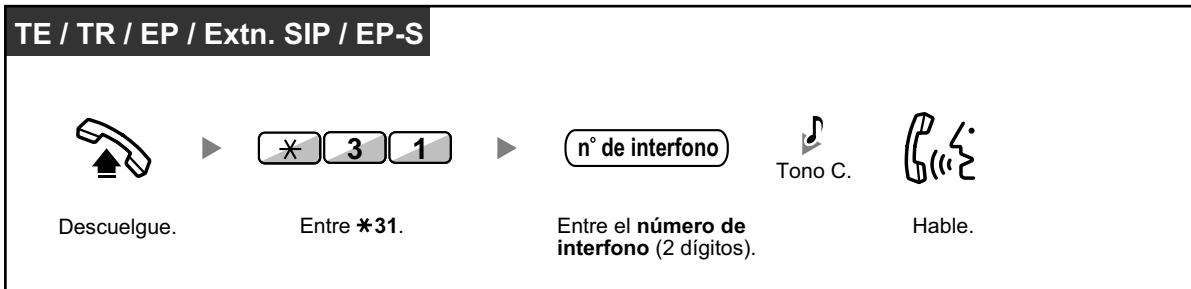 TE / TR / EP / Extn. SIP / EP-S
✳ 3 1
n° de interfono
Tono C.
Descuelgue.
Entre ✳31.
Entre el número de
interfono (2 dígitos).
Hable.